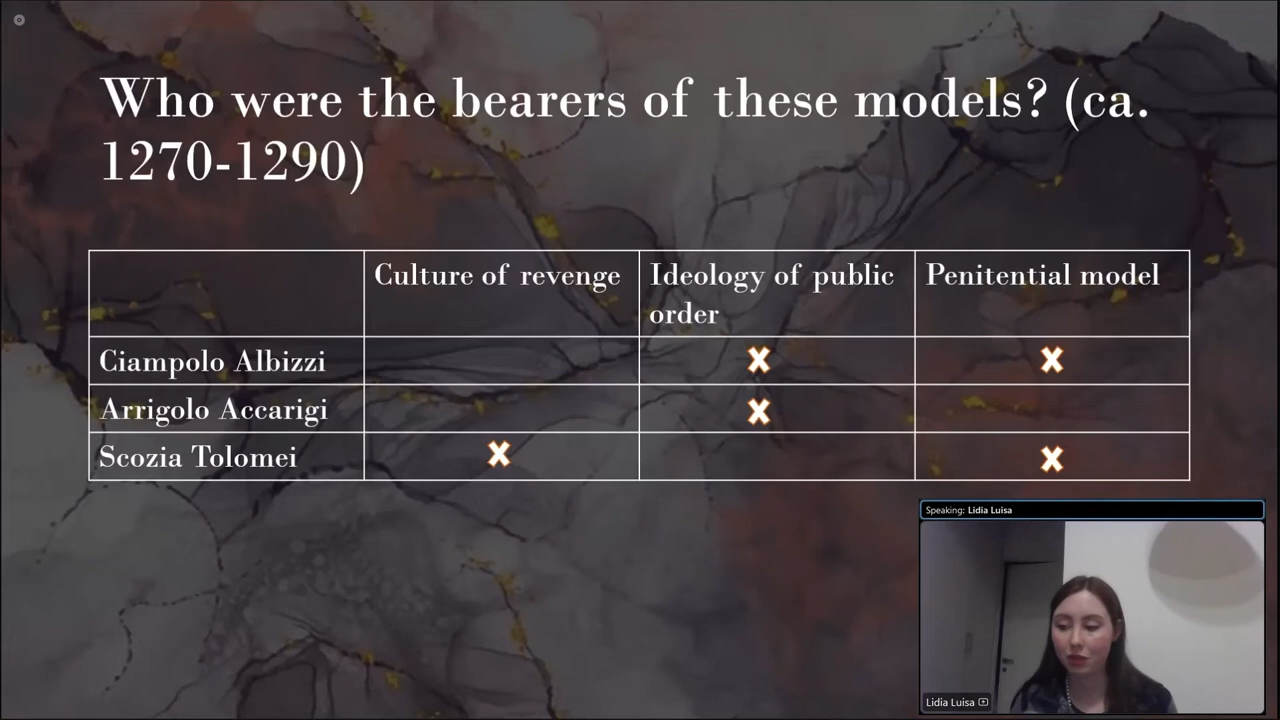 Who were the bearers of these models? (ca.
1270-1290)
Culture of revenge
Ideology of public
order
Penitential model
Ciampolo Albizzi
X
X
Arrigolo Accarigi
X
Scozia Tolomei
X
X
Speaking: Lidia Luisa
Lidia Luisa